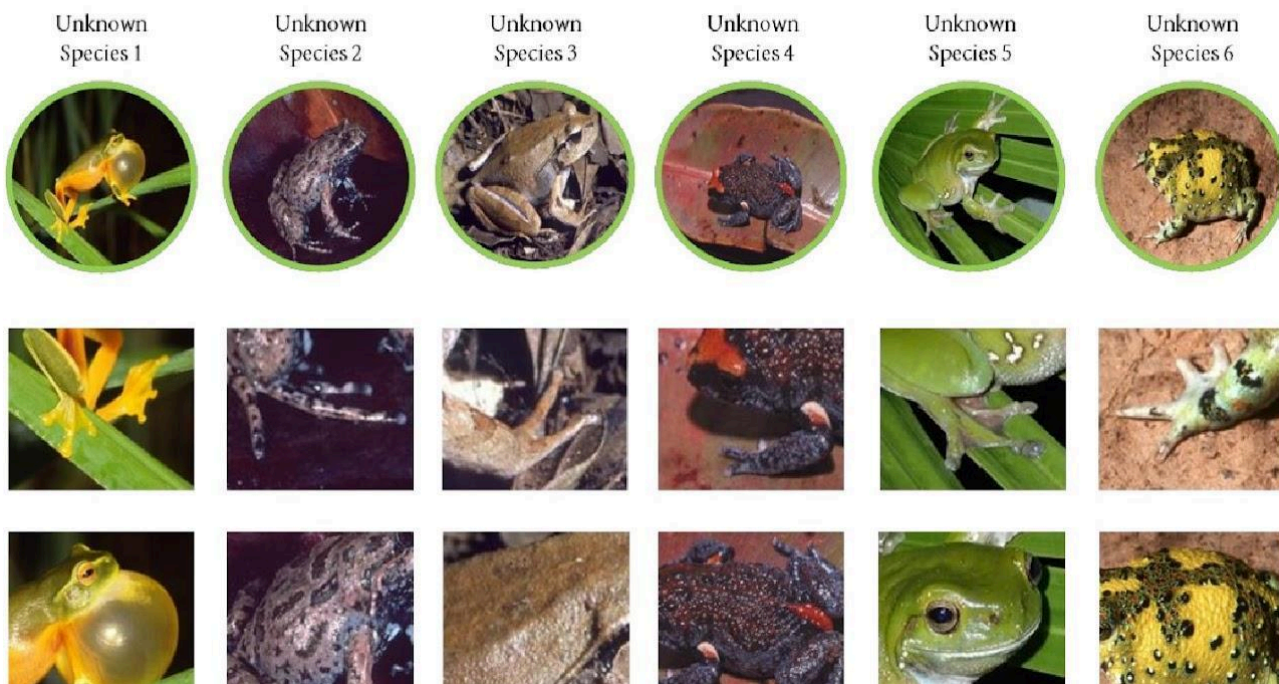 Unknown
Species 1
Unknown
Species 2
Unknown
Species 3
Unknown
Species 4
Unknown
Species 5
Unknown
Species 6